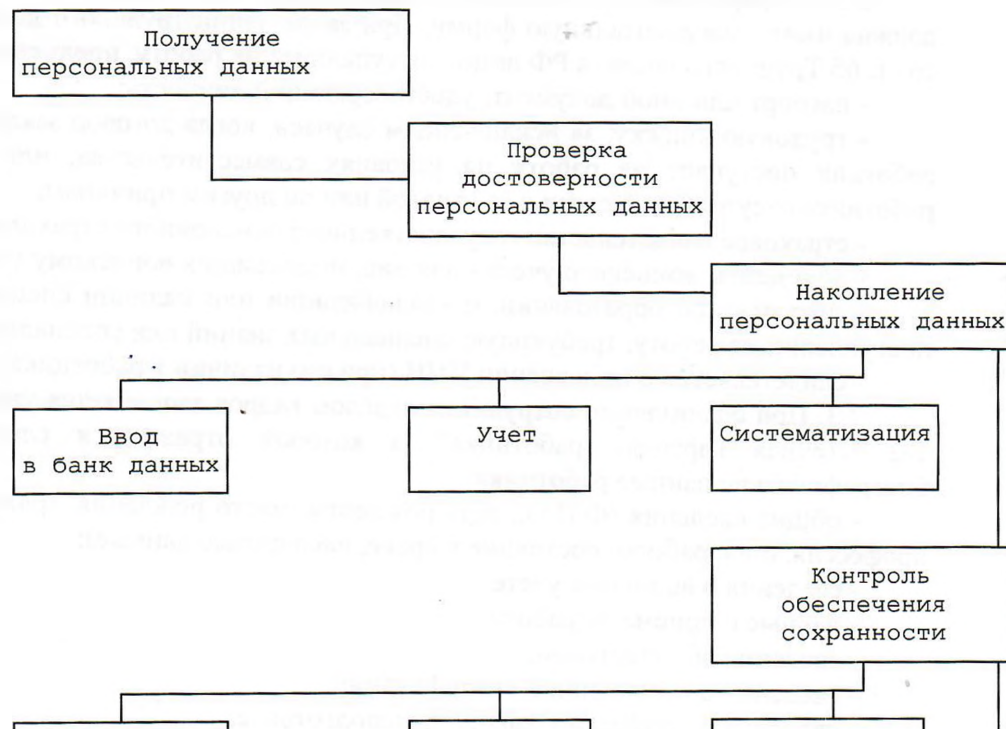 Получение
персональных данных
Проверка
достоверности
персональных данных
Накопление
персональных данных
Ввод
в банк данных
Учет
Систематизация
Контроль
обеспечения
сохранности